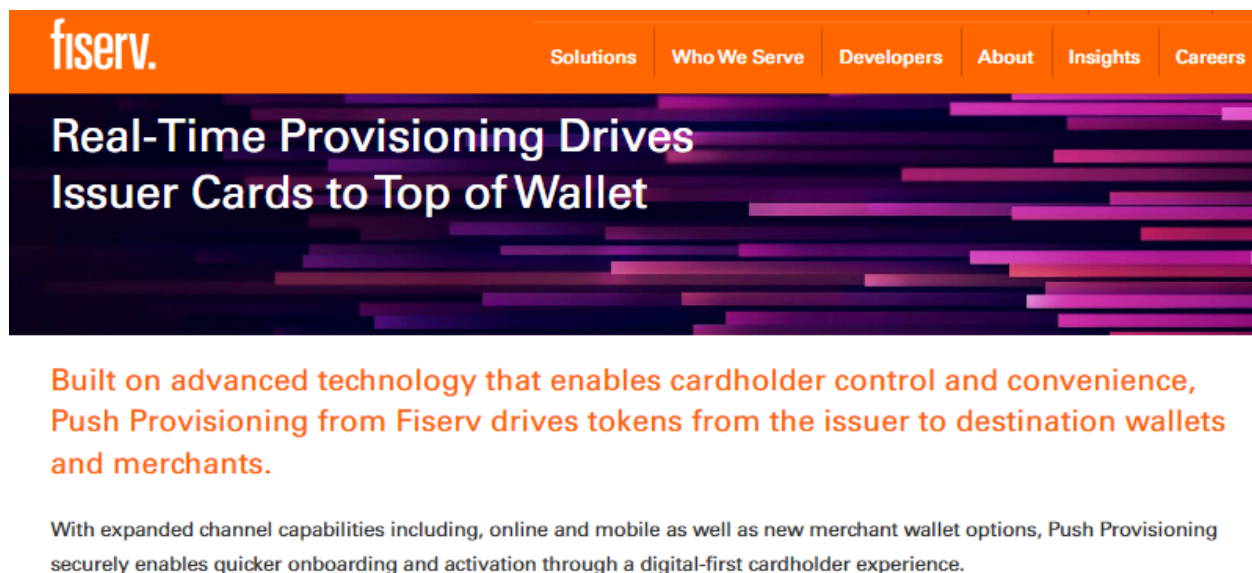 fiserv.
Solutions Who We Serve Developers About Insights Careers
Real-Time Provisioning Drives
Issuer Cards to Top of Wallet
Built on advanced technology that enables cardholder control and convenience,
Push Provisioning from Fiserv drives tokens from the issuer to destination wallets
and merchants.
With expanded channel capabilities including, online and mobile as well as new merchant wallet options, Push Provisioning
securely enables quicker onboarding and activation through a digital-first cardholder experience.